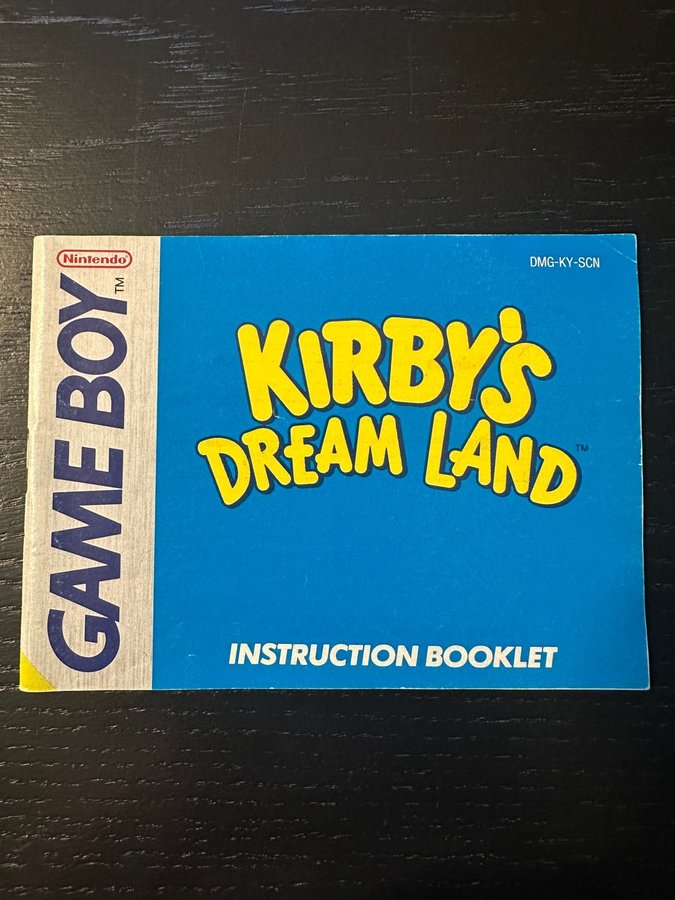 Nintendo®
GAME BOY™
DMG-KY-SCN
KIRBY'S
DREAM LAND™
INSTRUCTION BOOKLET